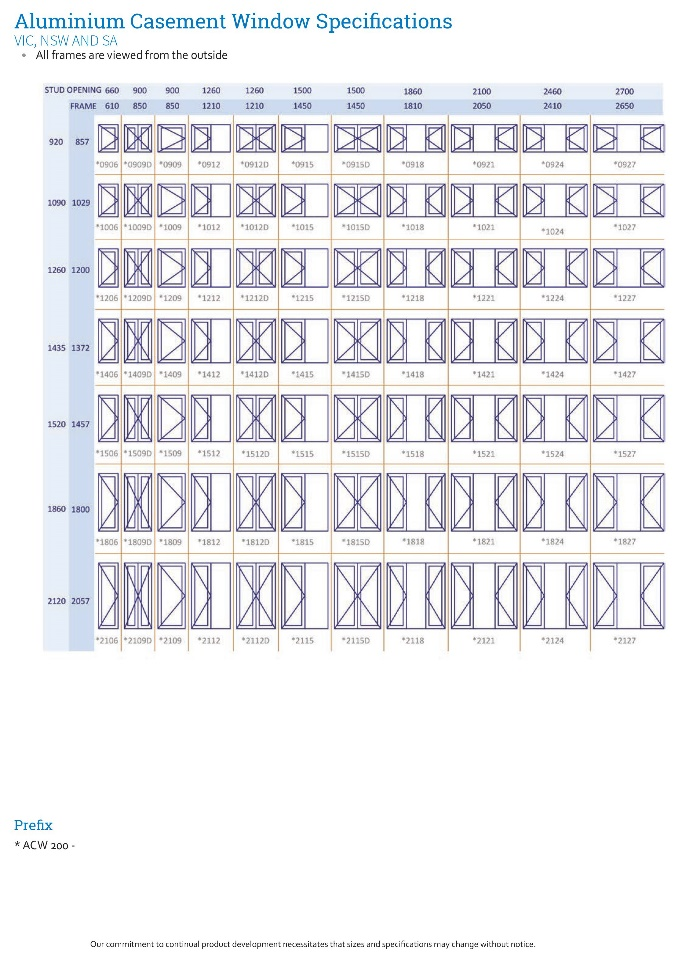 Aluminium Casement Window Specifications
VIC, NSW AND SA
• All frames are viewed from the outside
STUD OPENING 660 900 900 1260 1260 1500 1500 1860 2100 2460 2700
FRAME 610 850 850 1210 1210 1450 1450 1810 2050 2410 2650
920 857
*0906 *0909D *0909 *0912 *0912D *0915 *0915D *0918 *0921 *0924 *0927
1090 1029
*1006 *1009D *1009 *1012 *1012D *1015 *1015D *1018 *1021 *1024 *1027
1260 1200
*1206 *1209D *1209 *1212 *1212D *1215 *1215D *1218 *1221 *1224 *1227
1435 1372
*1406 *1409D *1409 *1412 *1412D *1415 *1415D *1418 *1421 *1424 *1427
1520 1457
*1506 *1509D *1509 *1512 *1512D *1515 *1515D *1518 *1521 *1524 *1527
1860 1800
*1806 *1809D *1809 *1812 *1812D *1815 *1815D *1818 *1821 *1824 *1827
2120 2057
*2106 *2109D *2109 *2112 *2112D *2115 *2115D *2118 *2121 *2124 *2127
Prefix
* ACW 200 -
Our commitment to continual product development necessitates that sizes and specifications may change without notice.